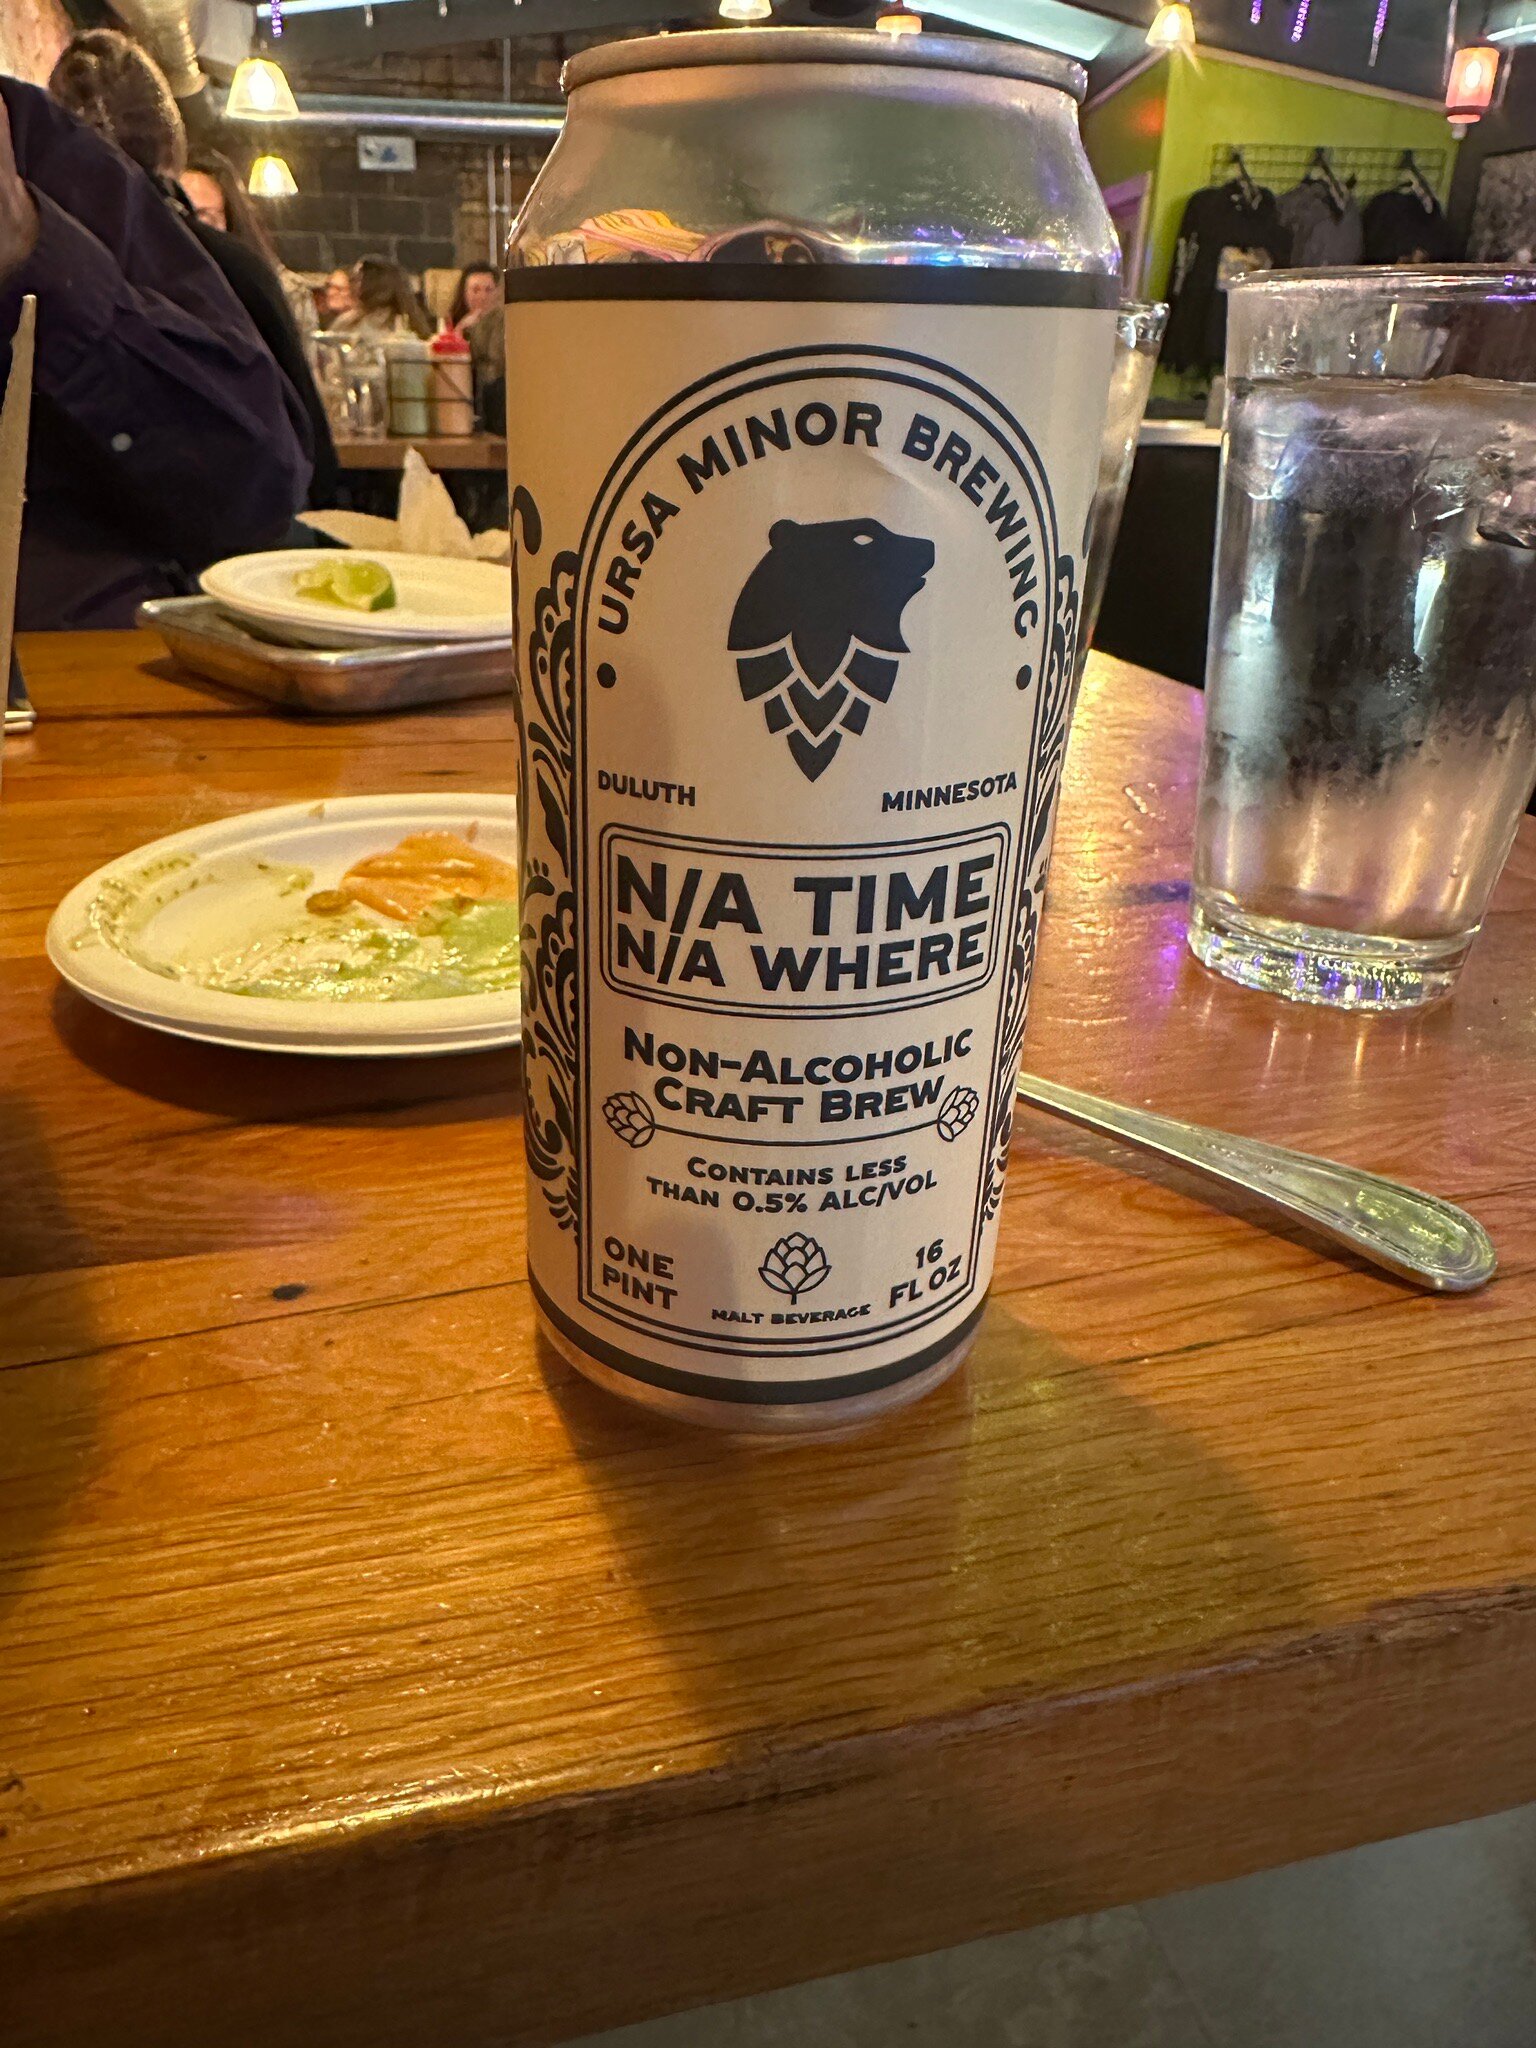 URSA MINOR BREWING
DULUTH MINNESOTA
N/A TIME
N/A WHERE
NON-ALCOHOLIC
CRAFT BREW
CONTAINS LESS
THAN 0.5% ALC/VOL
ONE
PINT
16
FL OZ
MALT BEVERAGE